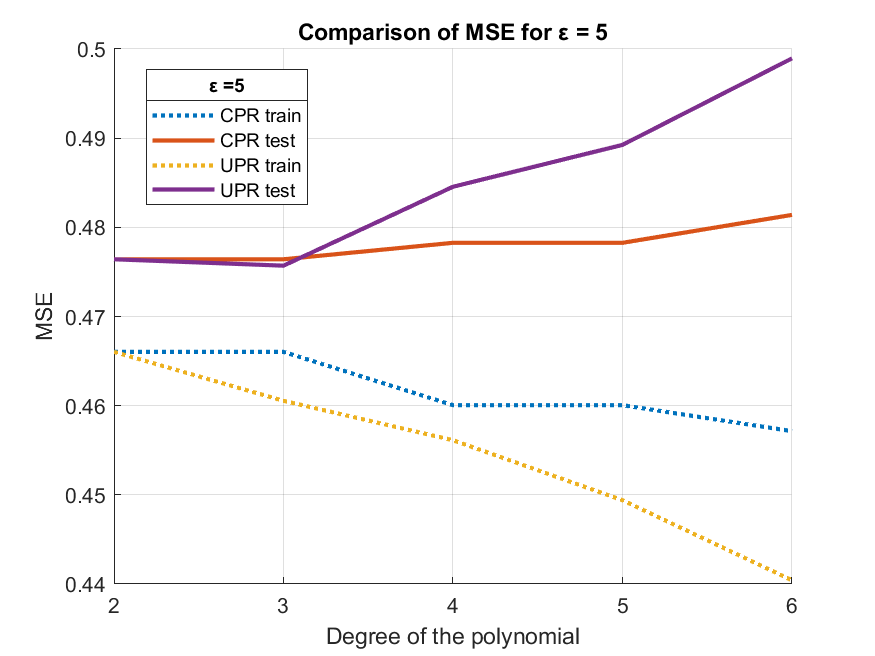 Comparison of MSE for ε = 5
0.5
ε =5
CPR train
CPR test
UPR train
UPR test
0.49
0.48
0.47
0.46
0.45
0.44
MSE
2 3 4 5 6
Degree of the polynomial